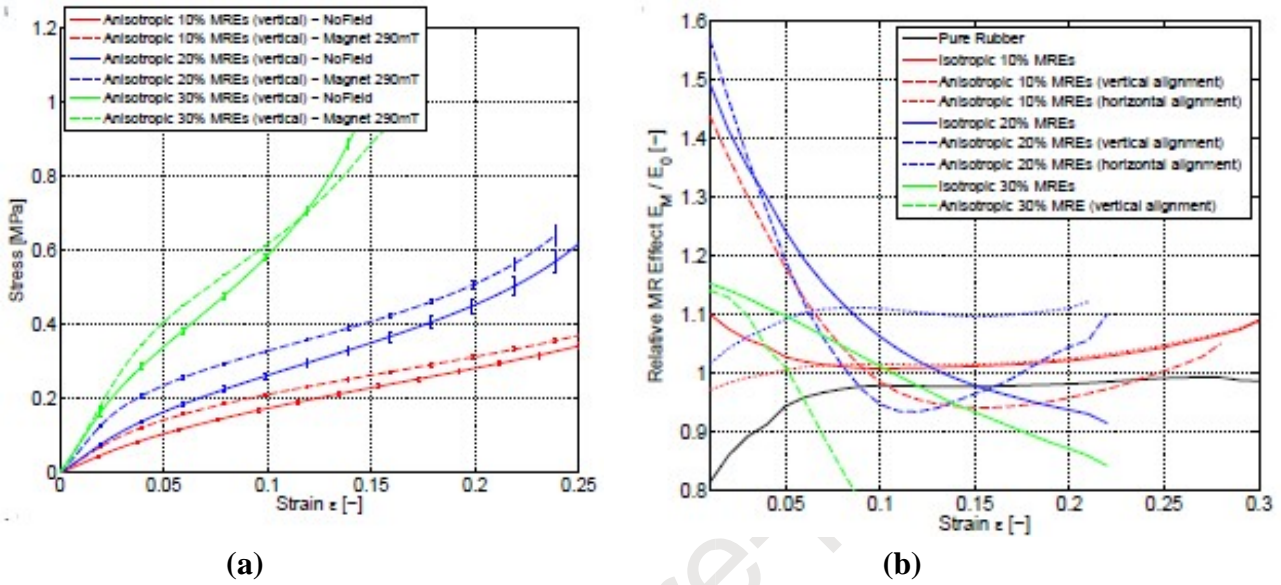 Anisotropic 10% MREs (vertical) – NoField
Anisotropic 10% MREs (vertical) – Magnet 290mT
Anisotropic 20% MREs (vertical) – NoField
Anisotropic 20% MREs (vertical) – Magnet 290mT
Anisotropic 30% MREs (vertical) – NoField
Anisotropic 30% MREs (vertical) – Magnet 290mT
1.2
1
0.8
0.6
0.4
0.2
0
Stress [MPa]
0 0.05 0.1 0.15 0.2 0.25
Strain ε [−]
(a)
Pure Rubber
Isotropic 10% MREs
Anisotropic 10% MREs (vertical alignment)
Anisotropic 10% MREs (horizontal alignment)
Isotropic 20% MREs
Anisotropic 20% MREs (vertical alignment)
Anisotropic 20% MREs (horizontal alignment)
Isotropic 30% MREs
Anisotropic 30% MRE (vertical alignment)
1.6
1.5
1.4
1.3
1.2
1.1
1
0.9
0.8
Relative MR Effect E_M / E_0 [−]
0.05 0.1 0.15 0.2 0.25 0.3
Strain ε [−]
(b)